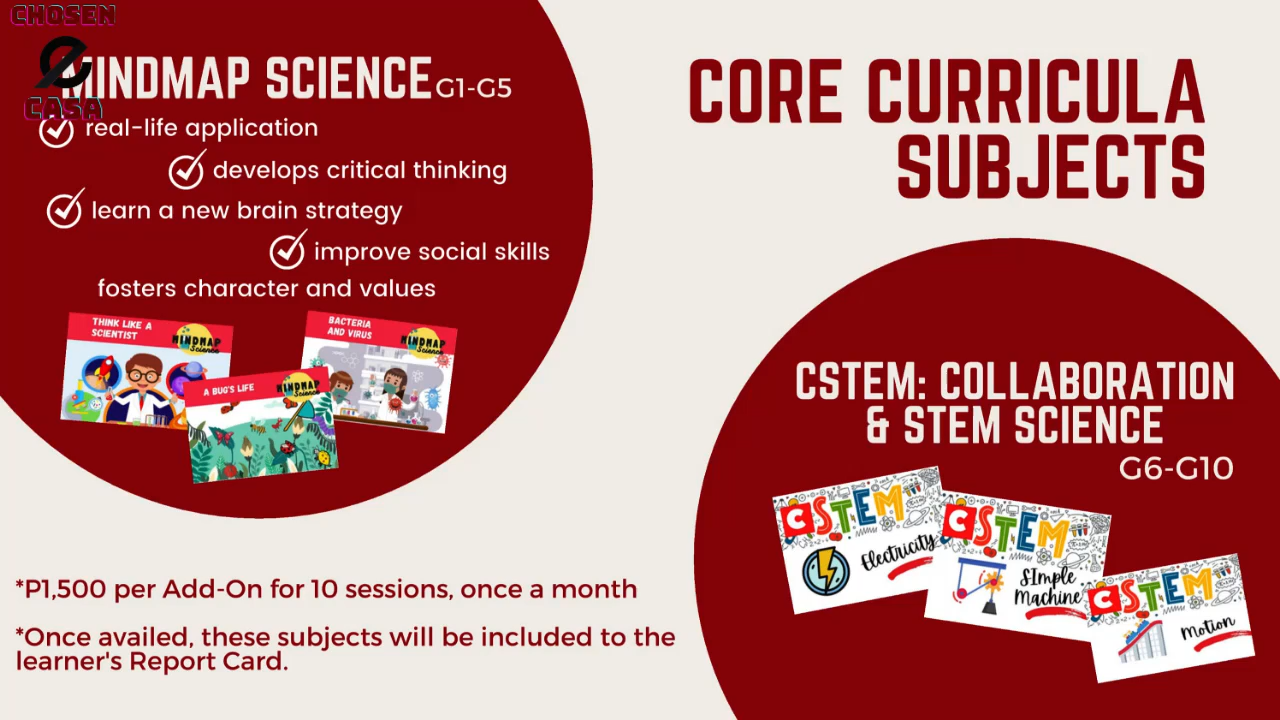 CHOSEN
CASA
MINDMAP SCIENCE G1-G5
real-life application
develops critical thinking
learn a new brain strategy
improve social skills
fosters character and values
THINK LIKE A
SCIENTIST
MINDMAP
Science
BACTERIA
AND VIRUS
MINDMAP
Science
A BUG'S LIFE
MINDMAP
Science
CORE CURRICULA
SUBJECTS
CSTEM: COLLABORATION
& STEM SCIENCE
G6-G10
CSTEM
Electricity
CSTEM
SImple
Machine
CSTEM
Motion
*P1,500 per Add-On for 10 sessions, once a month
*Once availed, these subjects will be included to the
learner's Report Card.